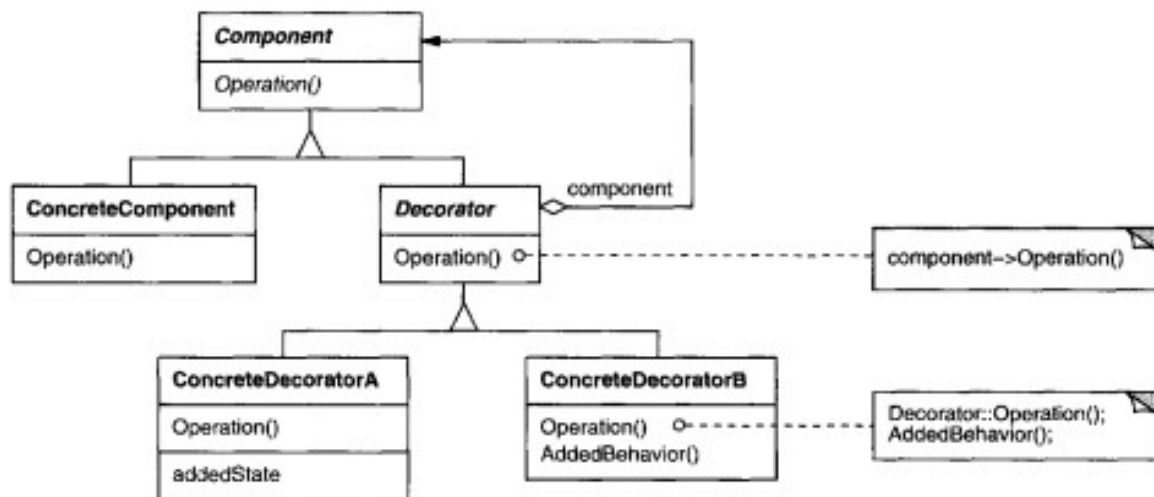 Component
Operation()
component
ConcreteComponent
Operation()
Decorator
Operation()
component–>Operation()
ConcreteDecoratorA
Operation()
addedState
ConcreteDecoratorB
Operation()
AddedBehavior()
Decorator::Operation();
AddedBehavior();